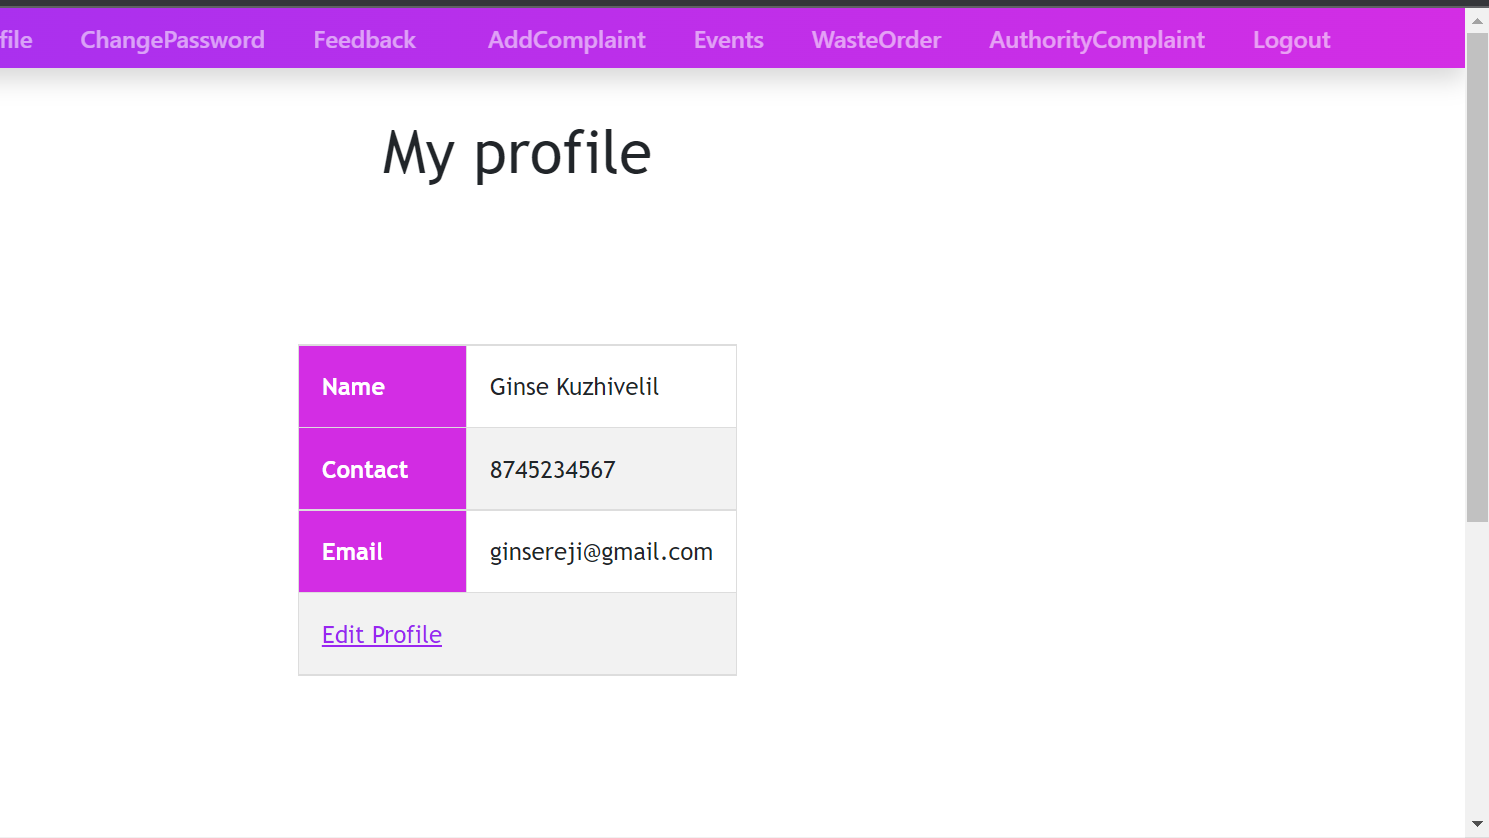 file ChangePassword Feedback AddComplaint Events WasteOrder AuthorityComplaint Logout
My profile
Name Ginse Kuzhivelil
Contact 8745234567
Email ginsereji@gmail.com
Edit Profile